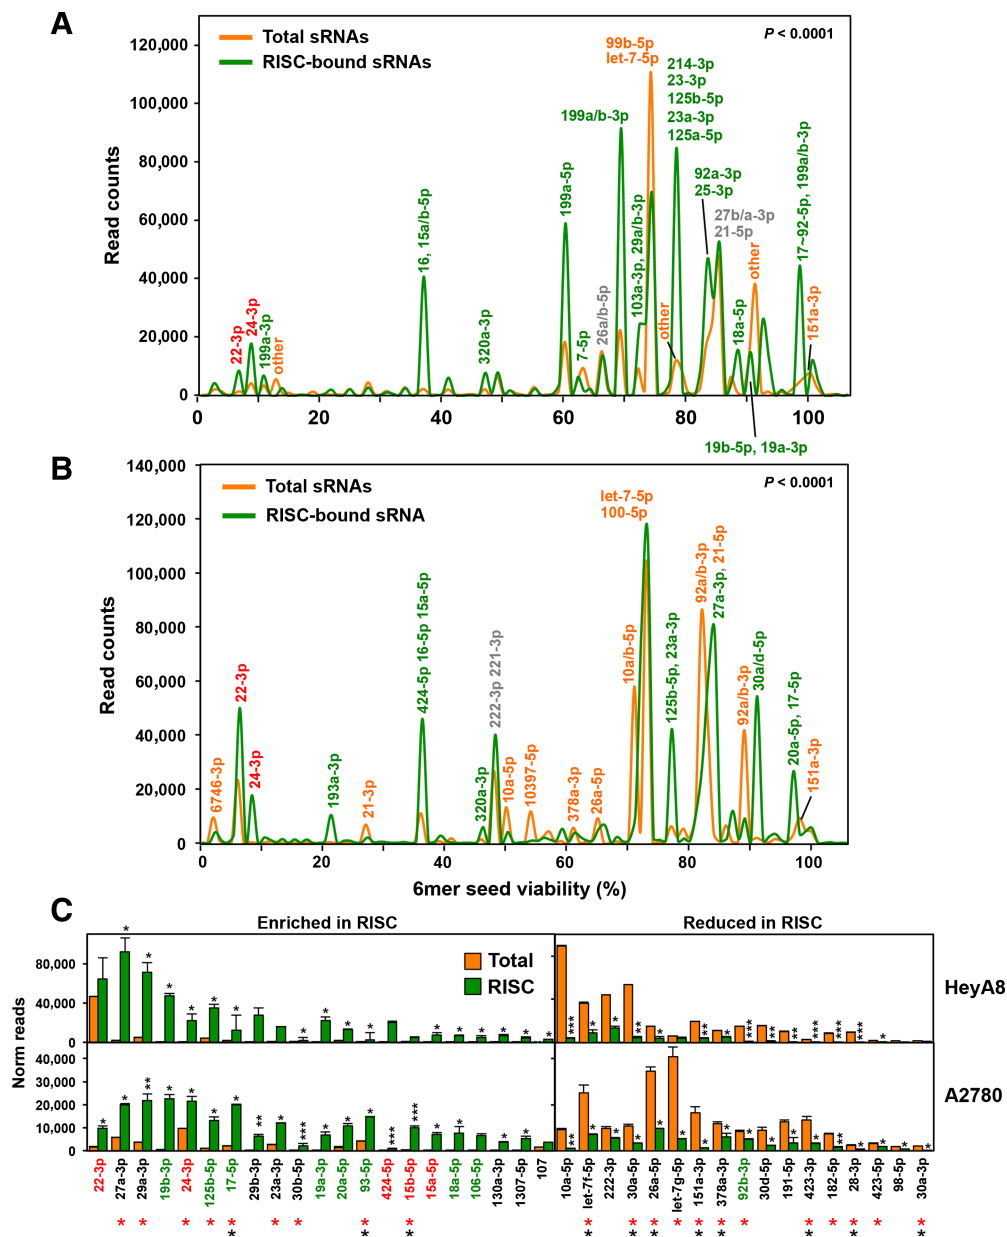 A
Total sRNAs
RISC-bound sRNAs
P < 0.0001
Read counts
120,000
100,000
80,000
60,000
40,000
20,000
0
22-3p
24-3p
199a-3p
other
16, 15a/b-5p
320a-3p
199a-5p
7-5p
26a/b-5p
199a/b-3p
103a-3p, 29a/b-3p
99b-5p
let-7-5p
other
214-3p
23-3p
125b-5p
23a-3p
125a-5p
92a-3p
25-3p
27b/a-3p
21-5p
18a-5p
other
17~92-5p, 199a/b-3p
151a-3p
19b-5p, 19a-3p
0 20 40 60 80 100
B
Total sRNAs
RISC-bound sRNA
P < 0.0001
Read counts
140,000
120,000
100,000
80,000
60,000
40,000
20,000
0
6746-3p
22-3p
24-3p
193a-3p
21-3p
424-5p 16-5p 15a-5p
320a-3p
222-3p 221-3p
10a-5p
10397-5p
378a-3p
26a-5p
10a/b-5p
let-7-5p
100-5p
125b-5p, 23a-3p
92a/b-3p
27a-3p, 21-5p
92a/b-3p
30a/d-5p
20a-5p, 17-5p
151a-3p
0 20 40 60 80 100
6mer seed viability (%)
C
Enriched in RISC
Reduced in RISC
Total
RISC
HeyA8
A2780
Norm reads
80,000
40,000
0
40,000
30,000
20,000
10,000
0
22-3p
27a-3p
29a-3p
19b-3p
24-3p
125b-5p
17-5p
29b-3p
23a-3p
30b-5p
19a-3p
20a-5p
93-5p
424-5p
15b-5p
15a-5p
18a-5p
106-5p
130a-3p
1307-5p
107
10a-5p
let-7f-5p
222-3p
30a-5p
26a-5p
let-7g-5p
151a-3p
378a-3p
92b-3p
30d-5p
191-5p
423-3p
182-5p
28-3p
423-5p
98-5p
30a-3p